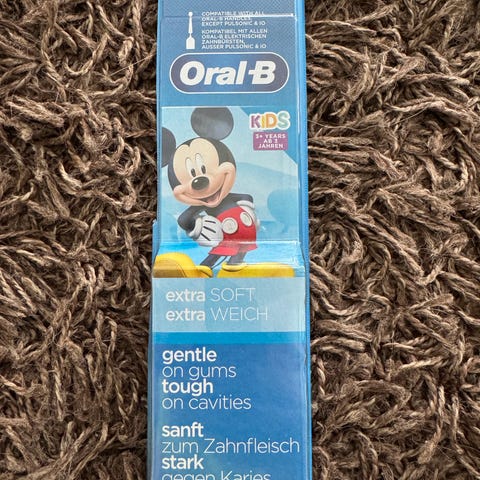 COMPATIBLE WITH ALL
ORAL-B HANDLES,
EXCEPT PULSONIC & iO
KOMPATIBEL MIT ALLEN
ORAL-B ELEKTRISCHEN
ZAHNBÜRSTEN,
AUSSER PULSONIC & iO
Oral-B
KIDS
3+ YEARS
AB 3
JAHREN
extra SOFT
extra WEICH
gentle
on gums
tough
on cavities
sanft
zum Zahnfleisch
stark
gegen Karies